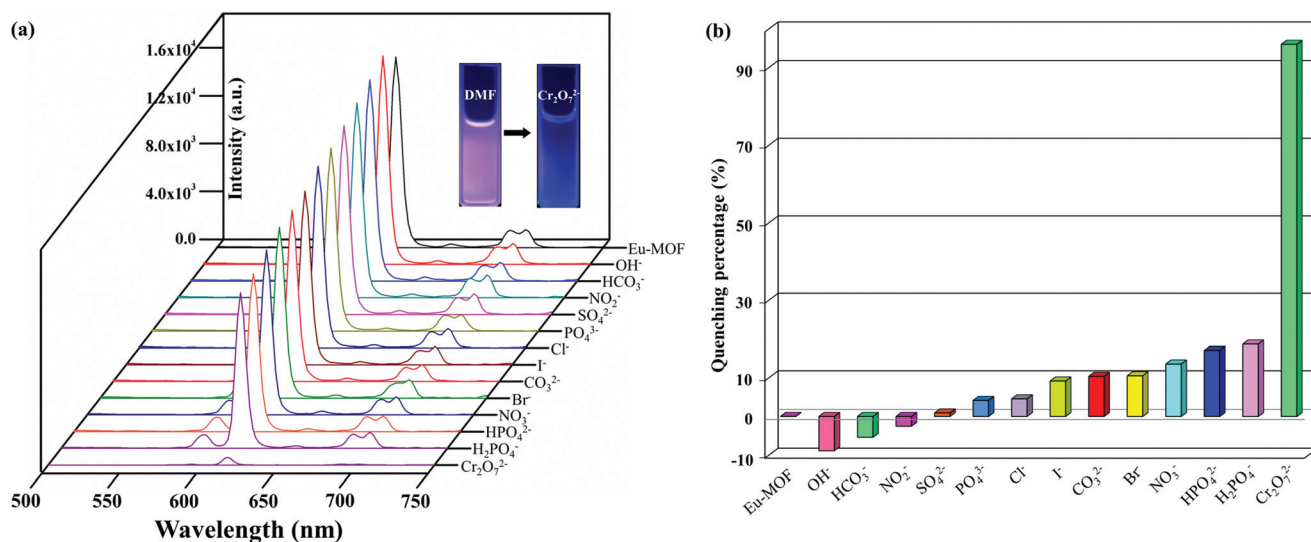 (a)
1.6x10⁴
1.2x10⁴
8.0x10³
4.0x10³
0.0
Intensity (a.u.)
DMF
Cr₂O₇²⁻
Eu-MOF
OH⁻
HCO₃⁻
NO₂⁻
SO₄²⁻
PO₄³⁻
Cl⁻
I⁻
CO₃²⁻
Br⁻
NO₃⁻
HPO₄²⁻
H₂PO₄⁻
Cr₂O₇²⁻
500 550 600 650 700 750
Wavelength (nm)
(b)
Quenching percentage (%)
90
70
50
30
10
0
-10
Eu-MOF OH⁻ HCO₃⁻ NO₂⁻ SO₄²⁻ PO₄³⁻ Cl⁻ I⁻ CO₃²⁻ Br⁻ NO₃⁻ HPO₄²⁻ H₂PO₄⁻ Cr₂O₇²⁻